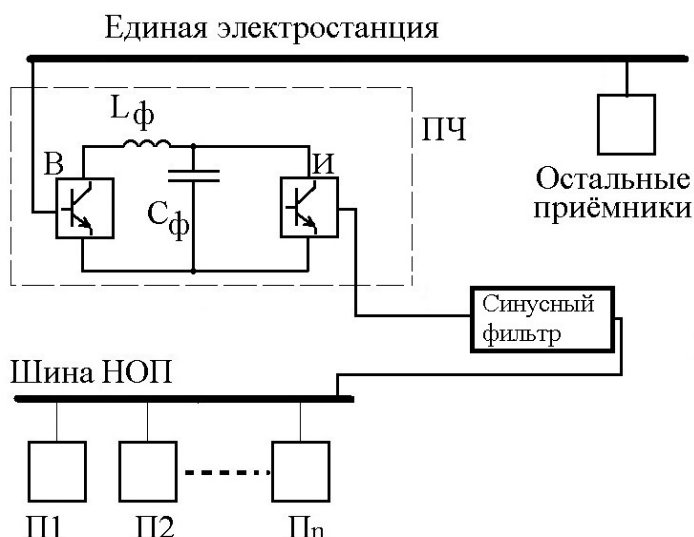 Единая электростанция
Lф
ПЧ
В
И
Cф
Остальные
приёмники
Синусный
фильтр
Шина НОП
П1
П2
Пn